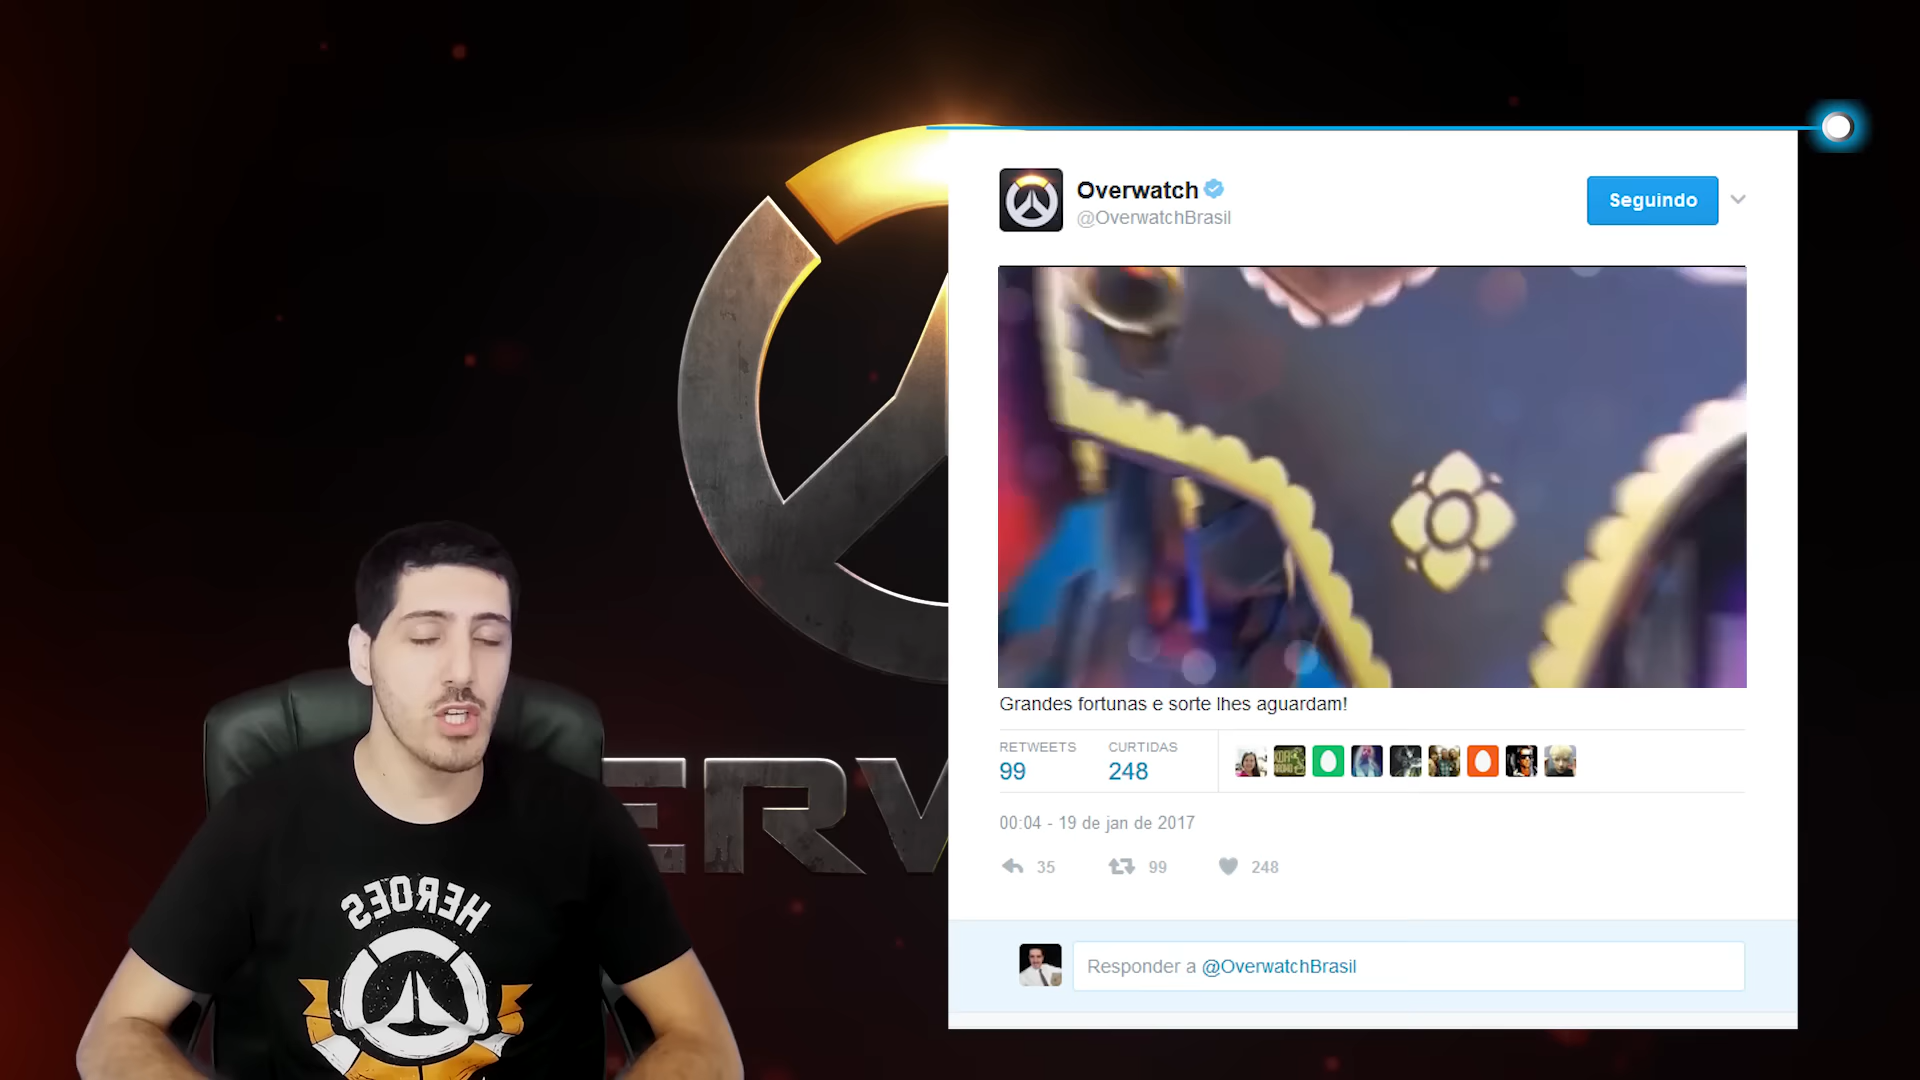 Overwatch
@OverwatchBrasil
Seguindo
Grandes fortunas e sorte lhes aguardam!
RETWEETS
CURTIDAS
99
248
00:04 - 19 de jan de 2017
35
99
248
Responder a @OverwatchBrasil
ERW
HEROES